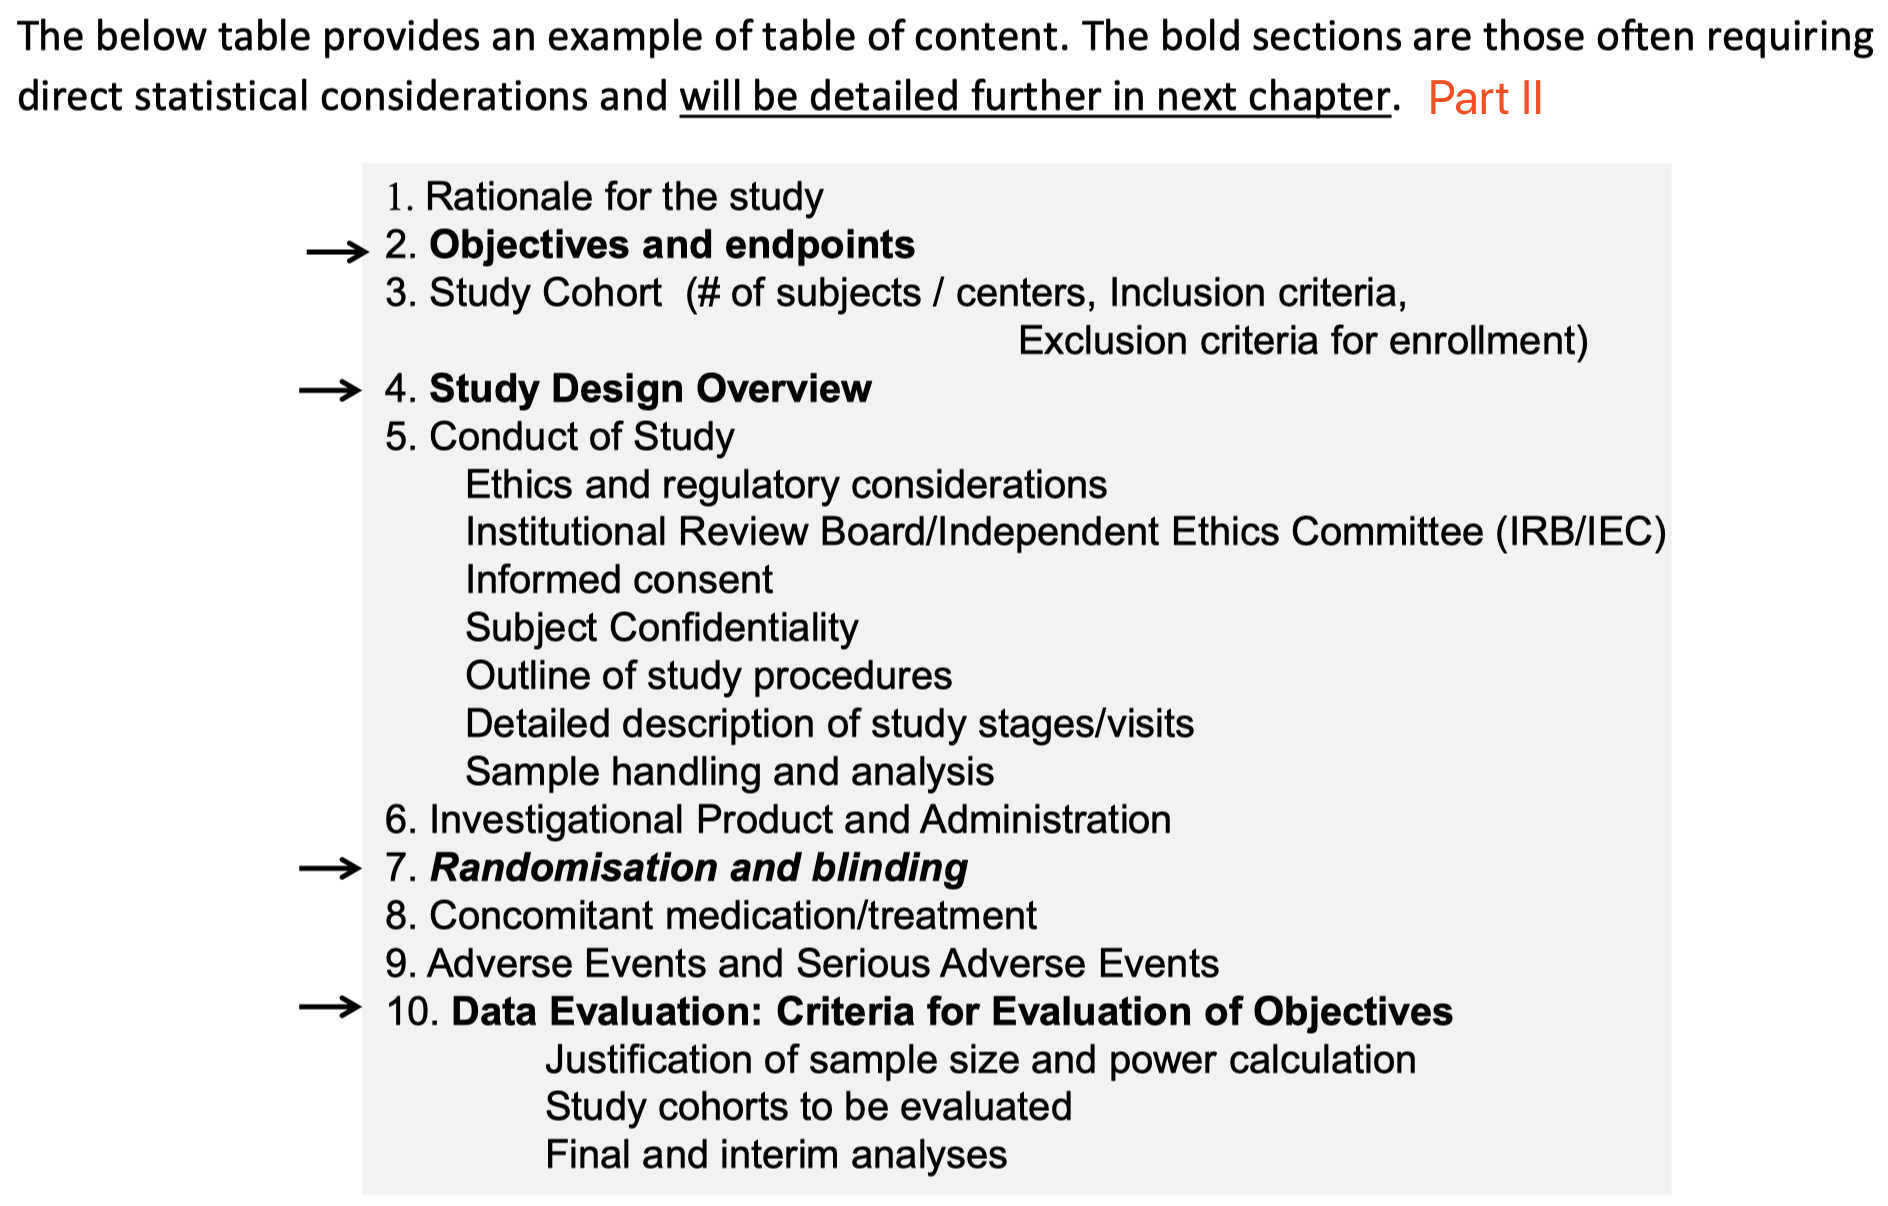 The below table provides an example of table of content. The bold sections are those often requiring
direct statistical considerations and will be detailed further in next chapter. Part II
1. Rationale for the study
2. Objectives and endpoints
3. Study Cohort (# of subjects / centers, Inclusion criteria,
Exclusion criteria for enrollment)
4. Study Design Overview
5. Conduct of Study
Ethics and regulatory considerations
Institutional Review Board/Independent Ethics Committee (IRB/IEC)
Informed consent
Subject Confidentiality
Outline of study procedures
Detailed description of study stages/visits
Sample handling and analysis
6. Investigational Product and Administration
7. Randomisation and blinding
8. Concomitant medication/treatment
9. Adverse Events and Serious Adverse Events
10. Data Evaluation: Criteria for Evaluation of Objectives
Justification of sample size and power calculation
Study cohorts to be evaluated
Final and interim analyses